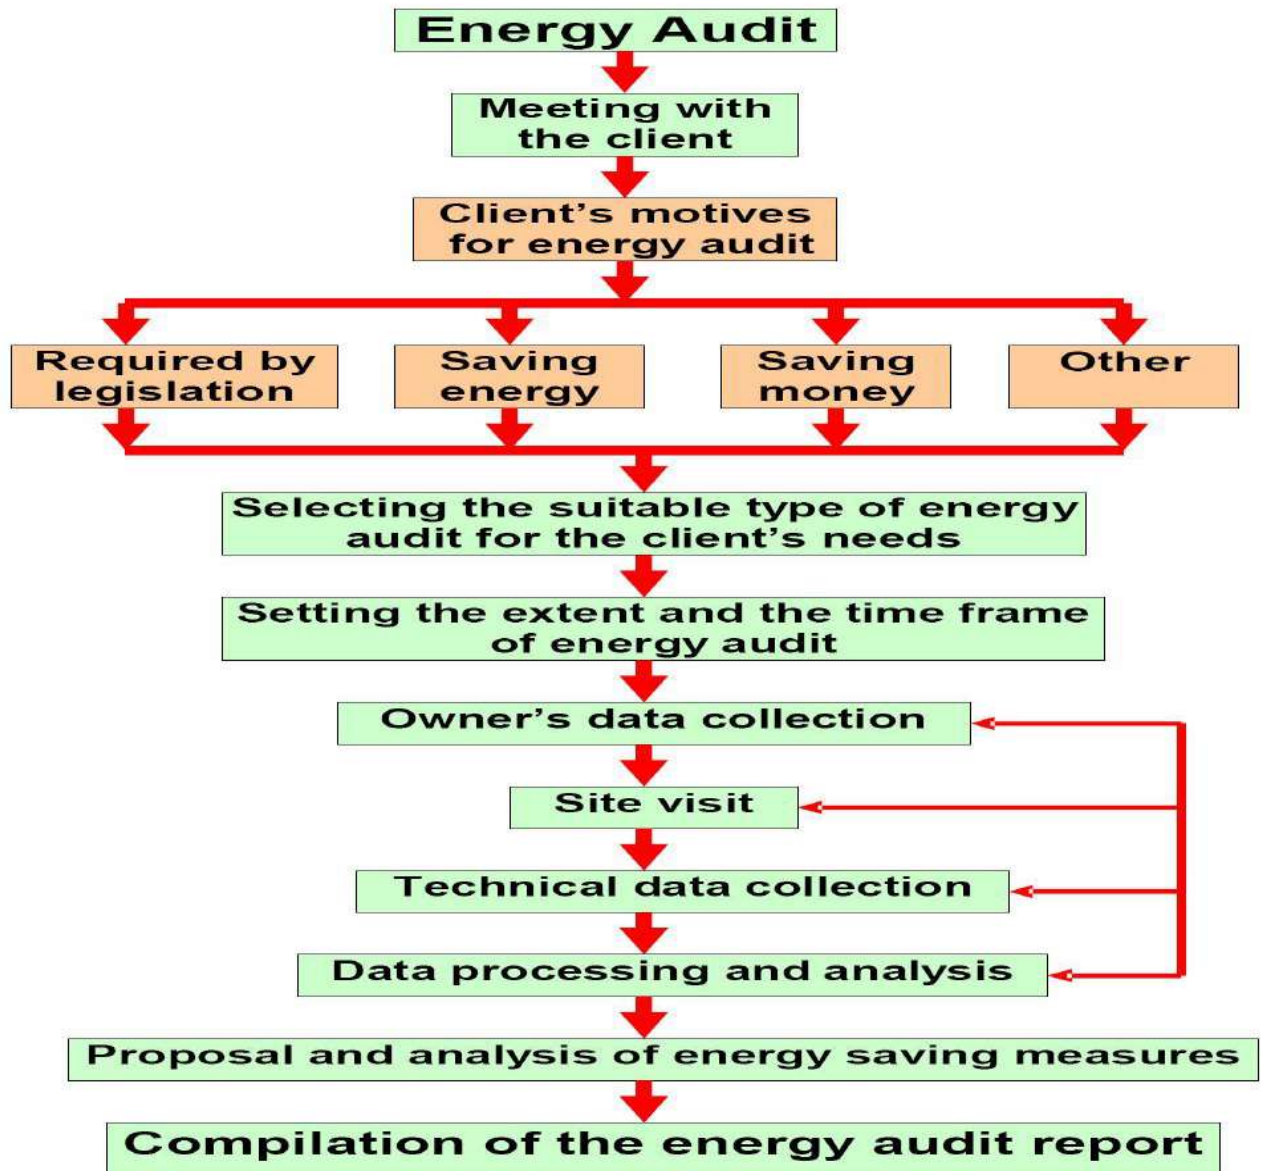 Energy Audit
Meeting with
the client
Client's motives
for energy audit
Required by
legislation
Saving
energy
Saving
money
Other
Selecting the suitable type of energy
audit for the client's needs
Setting the extent and the time frame
of energy audit
Owner's data collection
Site visit
Technical data collection
Data processing and analysis
Proposal and analysis of energy saving measures
Compilation of the energy audit report